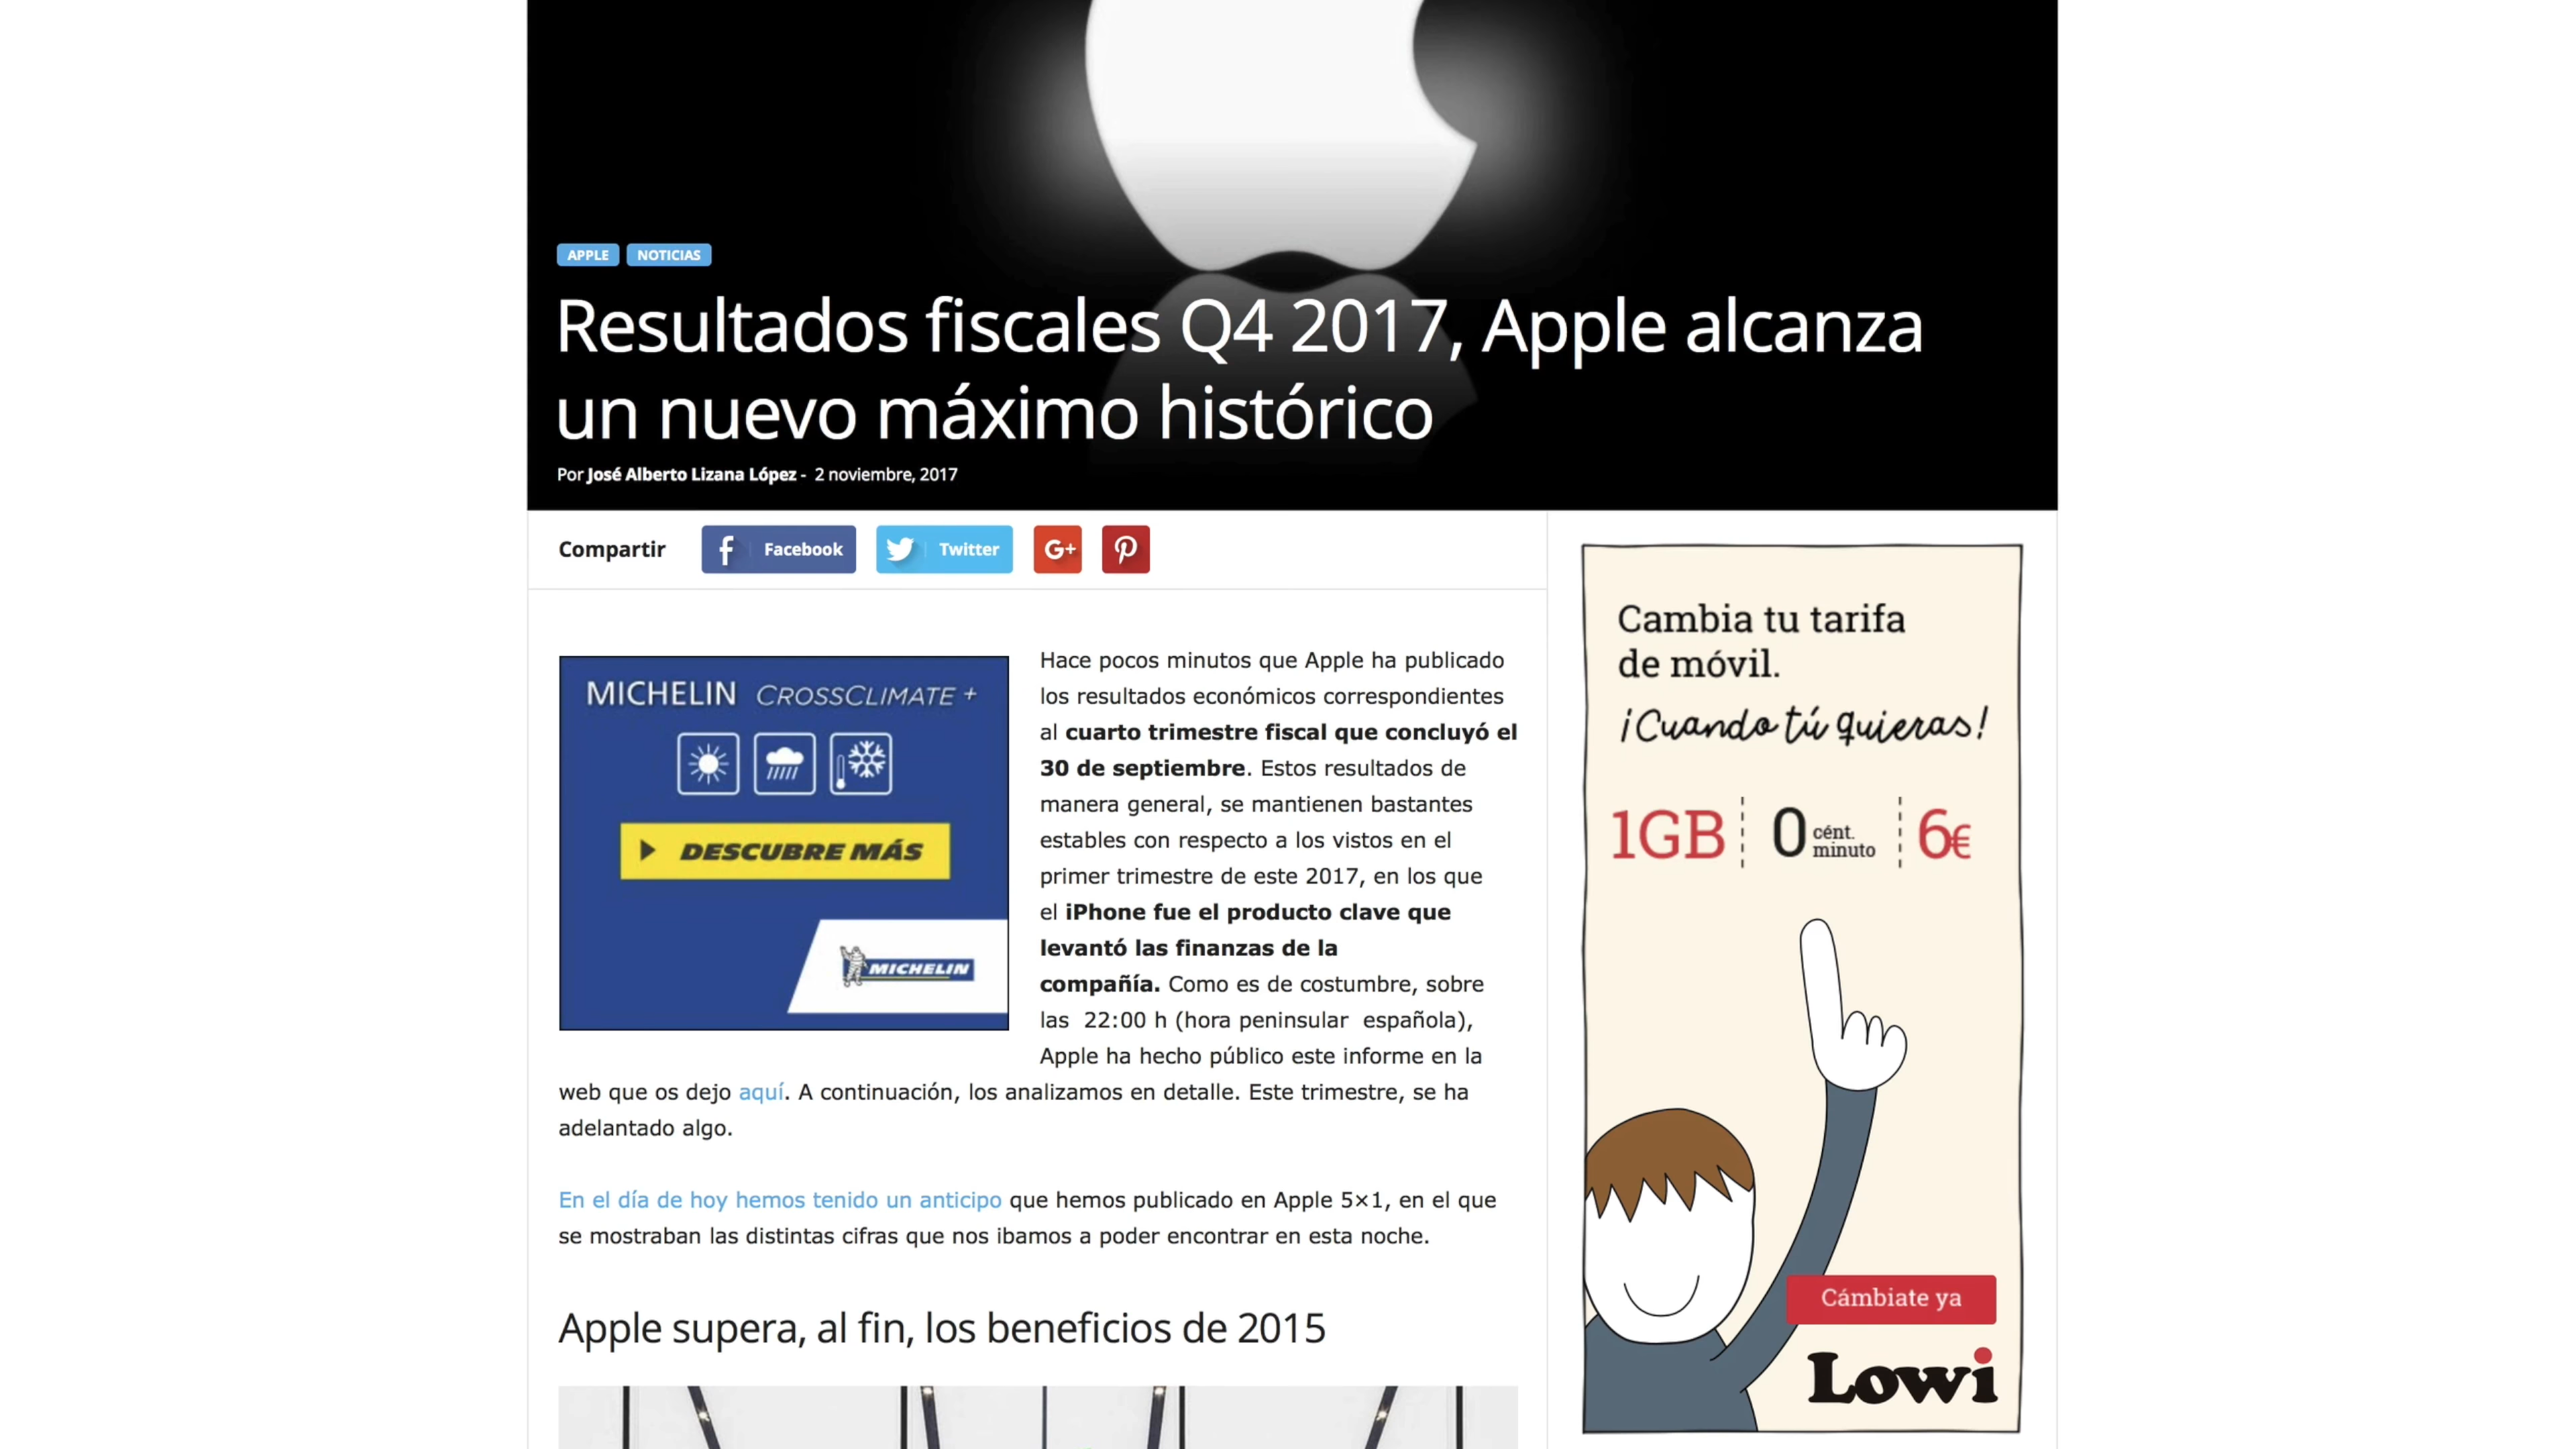 APPLE NOTICIAS
Resultados fiscales Q4 2017, Apple alcanza
un nuevo máximo histórico
Por José Alberto Lizana López - 2 noviembre, 2017
Compartir Facebook Twitter G+
MICHELIN CROSSCLIMATE +
DESCUBRE MÁS
MICHELIN
Hace pocos minutos que Apple ha publicado
los resultados económicos correspondientes
al cuarto trimestre fiscal que concluyó el
30 de septiembre. Estos resultados de
manera general, se mantienen bastantes
estables con respecto a los vistos en el
primer trimestre de este 2017, en los que
el iPhone fue el producto clave que
levantó las finanzas de la
compañía. Como es de costumbre, sobre
las 22:00 h (hora peninsular española),
Apple ha hecho público este informe en la
web que os dejo aquí. A continuación, los analizamos en detalle. Este trimestre, se ha
adelantado algo.
En el día de hoy hemos tenido un anticipo que hemos publicado en Apple 5×1, en el que
se mostraban las distintas cifras que nos ibamos a poder encontrar en esta noche.
Apple supera, al fin, los beneficios de 2015
Cambia tu tarifa
de móvil.
¡Cuando tú quieras!
1GB 0 cént. minuto 6€
Cámbiate ya
Lowi